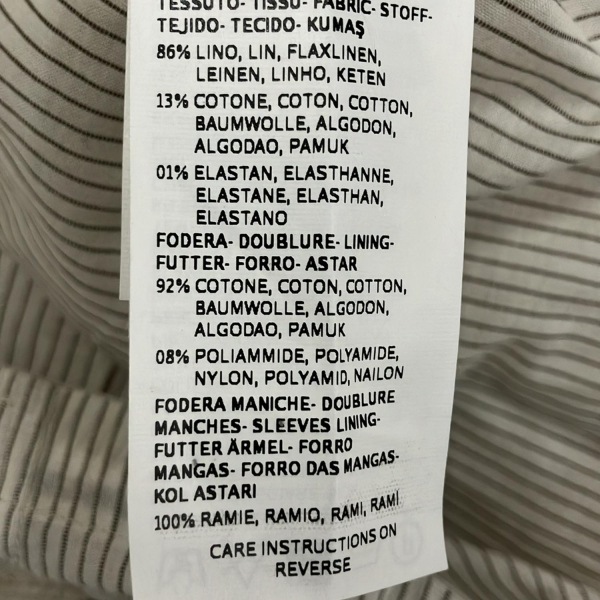 TESSUTO- TISSU- FABRIC- STOFF-
TEJIDO- TECIDO- KUMAŞ
86% LINO, LIN, FLAXLINEN,
LEINEN, LINHO, KETEN
13% COTONE, COTON, COTTON,
BAUMWOLLE, ALGODON,
ALGODAO, PAMUK
01% ELASTAN, ELASTHANNE,
ELASTANE, ELASTHAN,
ELASTANO
FODERA- DOUBLURE- LINING-
FUTTER- FORRO- ASTAR
92% COTONE, COTON, COTTON,
BAUMWOLLE, ALGODON,
ALGODAO, PAMUK
08% POLIAMMIDE, POLYAMIDE,
NYLON, POLYAMID, NAILON
FODERA MANICHE- DOUBLURE
MANCHES- SLEEVES LINING-
FUTTER ÄRMEL- FORRO
MANGAS- FORRO DAS MANGAS-
KOL ASTARI
100% RAMIE, RAMIO, RAMI, RAMİ
CARE INSTRUCTIONS ON
REVERSE